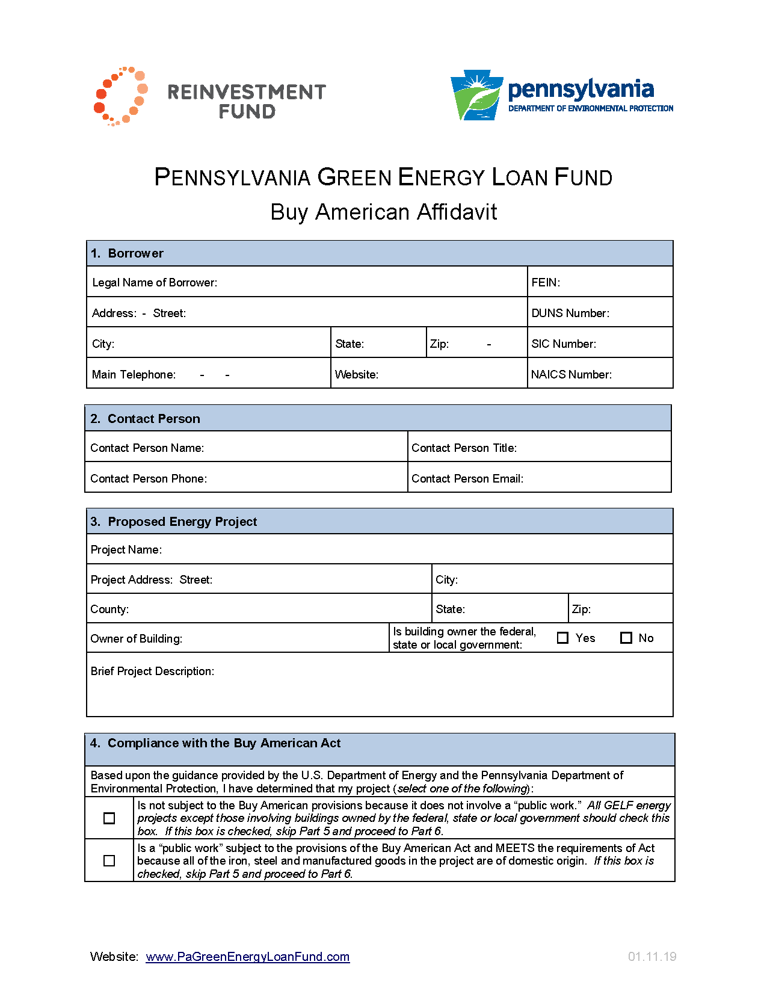 REINVESTMENT
FUND
pennsylvania
DEPARTMENT OF ENVIRONMENTAL PROTECTION
PENNSYLVANIA GREEN ENERGY LOAN FUND
Buy American Affidavit
1. Borrower
Legal Name of Borrower: FEIN:
Address: - Street: DUNS Number:
City: State: Zip: - SIC Number:
Main Telephone: - - Website: NAICS Number:
2. Contact Person
Contact Person Name: Contact Person Title:
Contact Person Phone: Contact Person Email:
3. Proposed Energy Project
Project Name:
Project Address: Street: City:
County: State: Zip:
Owner of Building: Is building owner the federal, state or local government: ☐ Yes ☐ No
Brief Project Description:
4. Compliance with the Buy American Act
Based upon the guidance provided by the U.S. Department of Energy and the Pennsylvania Department of
Environmental Protection, I have determined that my project (select one of the following):
☐ Is not subject to the Buy American provisions because it does not involve a “public work.” All GELF energy
projects except those involving buildings owned by the federal, state or local government should check this
box. If this box is checked, skip Part 5 and proceed to Part 6.
☐ Is a “public work” subject to the provisions of the Buy American Act and MEETS the requirements of Act
because all of the iron, steel and manufactured goods in the project are of domestic origin. If this box is
checked, skip Part 5 and proceed to Part 6.
Website: www.PaGreenEnergyLoanFund.com 01.11.19